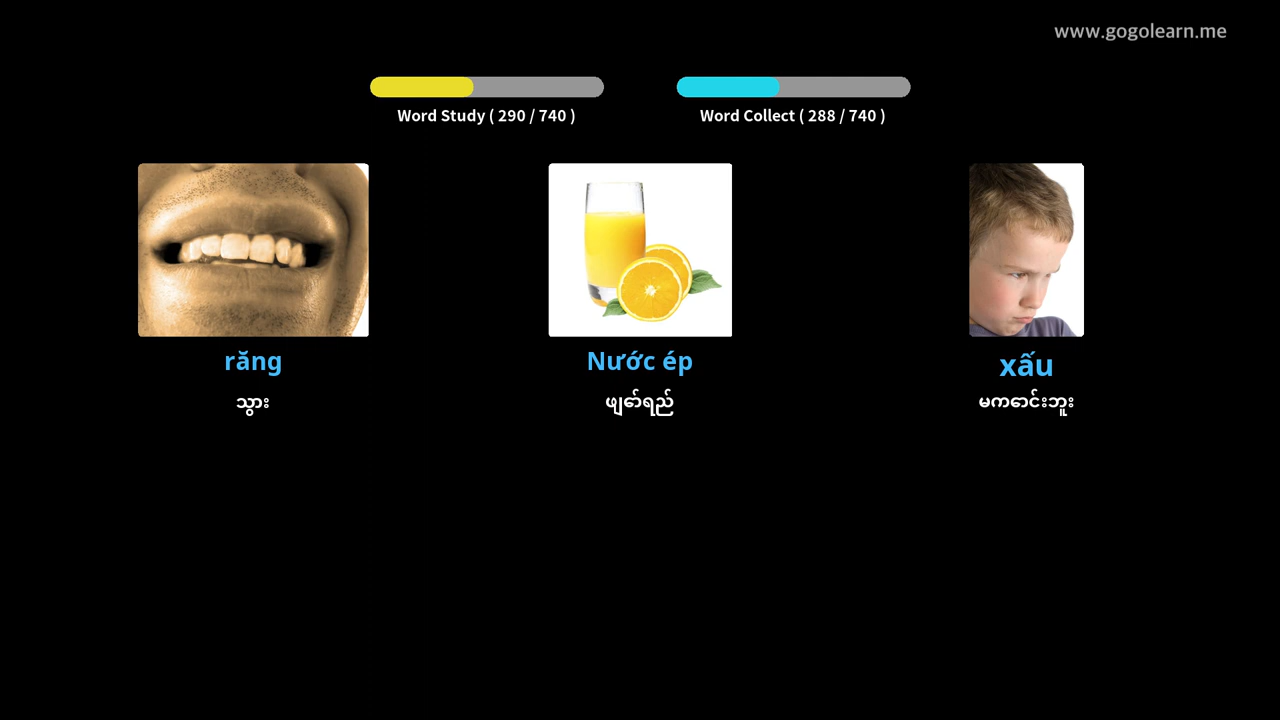 www.gogolearn.me
Word Study ( 290 / 740 )
Word Collect ( 288 / 740 )
răng
Nước ép
xấu
သွား
ဖျော်ရည်
မကောင်းဘူး